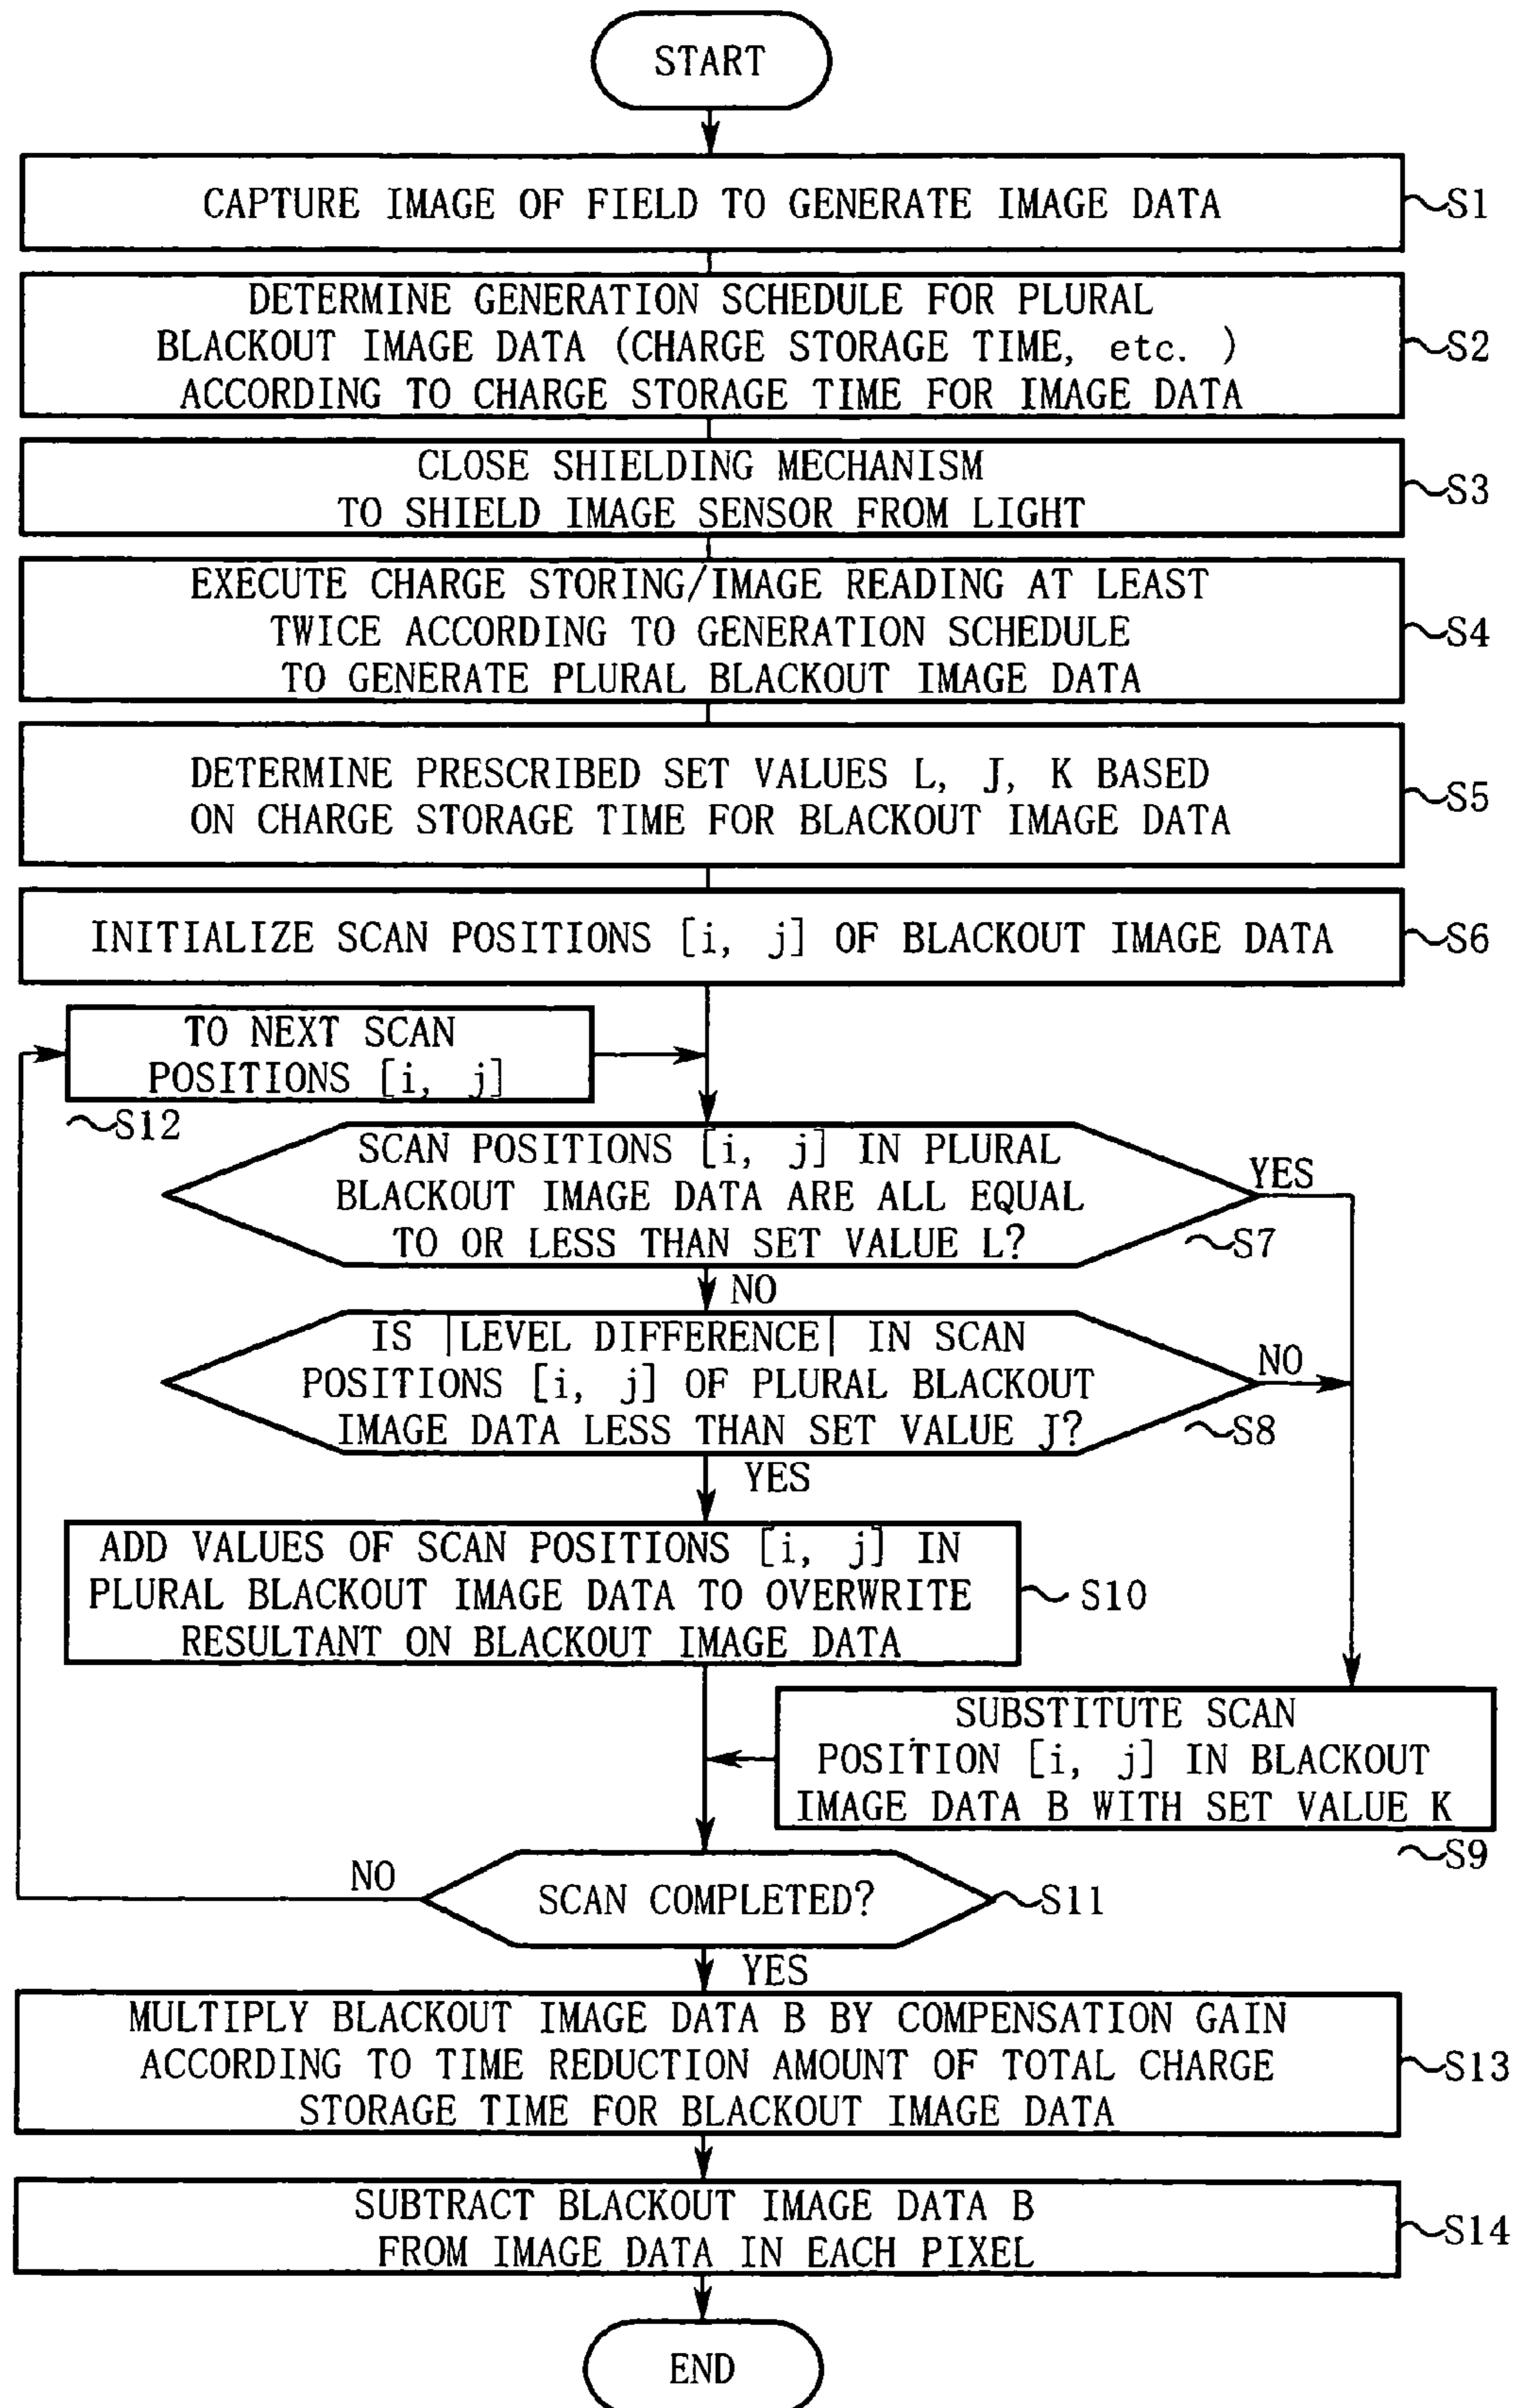 START
CAPTURE IMAGE OF FIELD TO GENERATE IMAGE DATA
S1
DETERMINE GENERATION SCHEDULE FOR PLURAL
BLACKOUT IMAGE DATA (CHARGE STORAGE TIME, etc. )
ACCORDING TO CHARGE STORAGE TIME FOR IMAGE DATA
S2
CLOSE SHIELDING MECHANISM
TO SHIELD IMAGE SENSOR FROM LIGHT
S3
EXECUTE CHARGE STORING/IMAGE READING AT LEAST
TWICE ACCORDING TO GENERATION SCHEDULE
TO GENERATE PLURAL BLACKOUT IMAGE DATA
S4
DETERMINE PRESCRIBED SET VALUES L, J, K BASED
ON CHARGE STORAGE TIME FOR BLACKOUT IMAGE DATA
S5
INITIALIZE SCAN POSITIONS [i, j] OF BLACKOUT IMAGE DATA
S6
TO NEXT SCAN
POSITIONS [i, j]
S12
SCAN POSITIONS [i, j] IN PLURAL
BLACKOUT IMAGE DATA ARE ALL EQUAL
TO OR LESS THAN SET VALUE L?
YES
S7
NO
IS |LEVEL DIFFERENCE| IN SCAN
POSITIONS [i, j] OF PLURAL BLACKOUT
IMAGE DATA LESS THAN SET VALUE J?
NO
S8
YES
ADD VALUES OF SCAN POSITIONS [i, j] IN
PLURAL BLACKOUT IMAGE DATA TO OVERWRITE
RESULTANT ON BLACKOUT IMAGE DATA
S10
SUBSTITUTE SCAN
POSITION [i, j] IN BLACKOUT
IMAGE DATA B WITH SET VALUE K
S9
NO
SCAN COMPLETED?
S11
YES
MULTIPLY BLACKOUT IMAGE DATA B BY COMPENSATION GAIN
ACCORDING TO TIME REDUCTION AMOUNT OF TOTAL CHARGE
STORAGE TIME FOR BLACKOUT IMAGE DATA
S13
SUBTRACT BLACKOUT IMAGE DATA B
FROM IMAGE DATA IN EACH PIXEL
S14
END